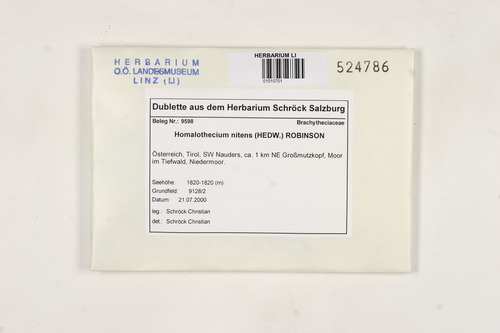 HERBARIUM
O.Ö. LANDESMUSEUM
LINZ (LI)
HERBARIUM LI
01010701
524786
Dublette aus dem Herbarium Schröck Salzburg
Beleg Nr.: 9598 Brachytheciaceae
Homalothecium nitens (HEDW.) ROBINSON
Österreich, Tirol, SW Nauders, ca. 1 km NE Großmutzkopf, Moor
im Tiefwald, Niedermoor.
Seehöhe: 1820-1820 (m)
Grundfeld 9128/2
Datum: 21.07.2000
leg.: Schröck Christian
det.: Schröck Christian